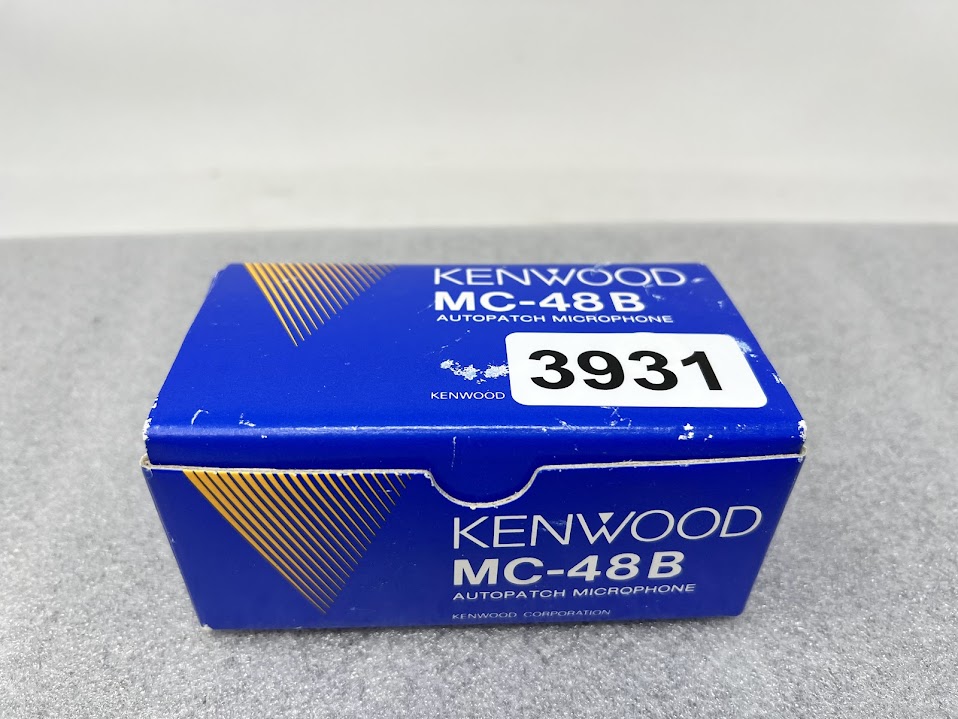 KENWOOD
MC-48B
AUTOPATCH MICROPHONE
3931
KENWOOD
KENWOOD
MC-48B
AUTOPATCH MICROPHONE
KENWOOD CORPORATION